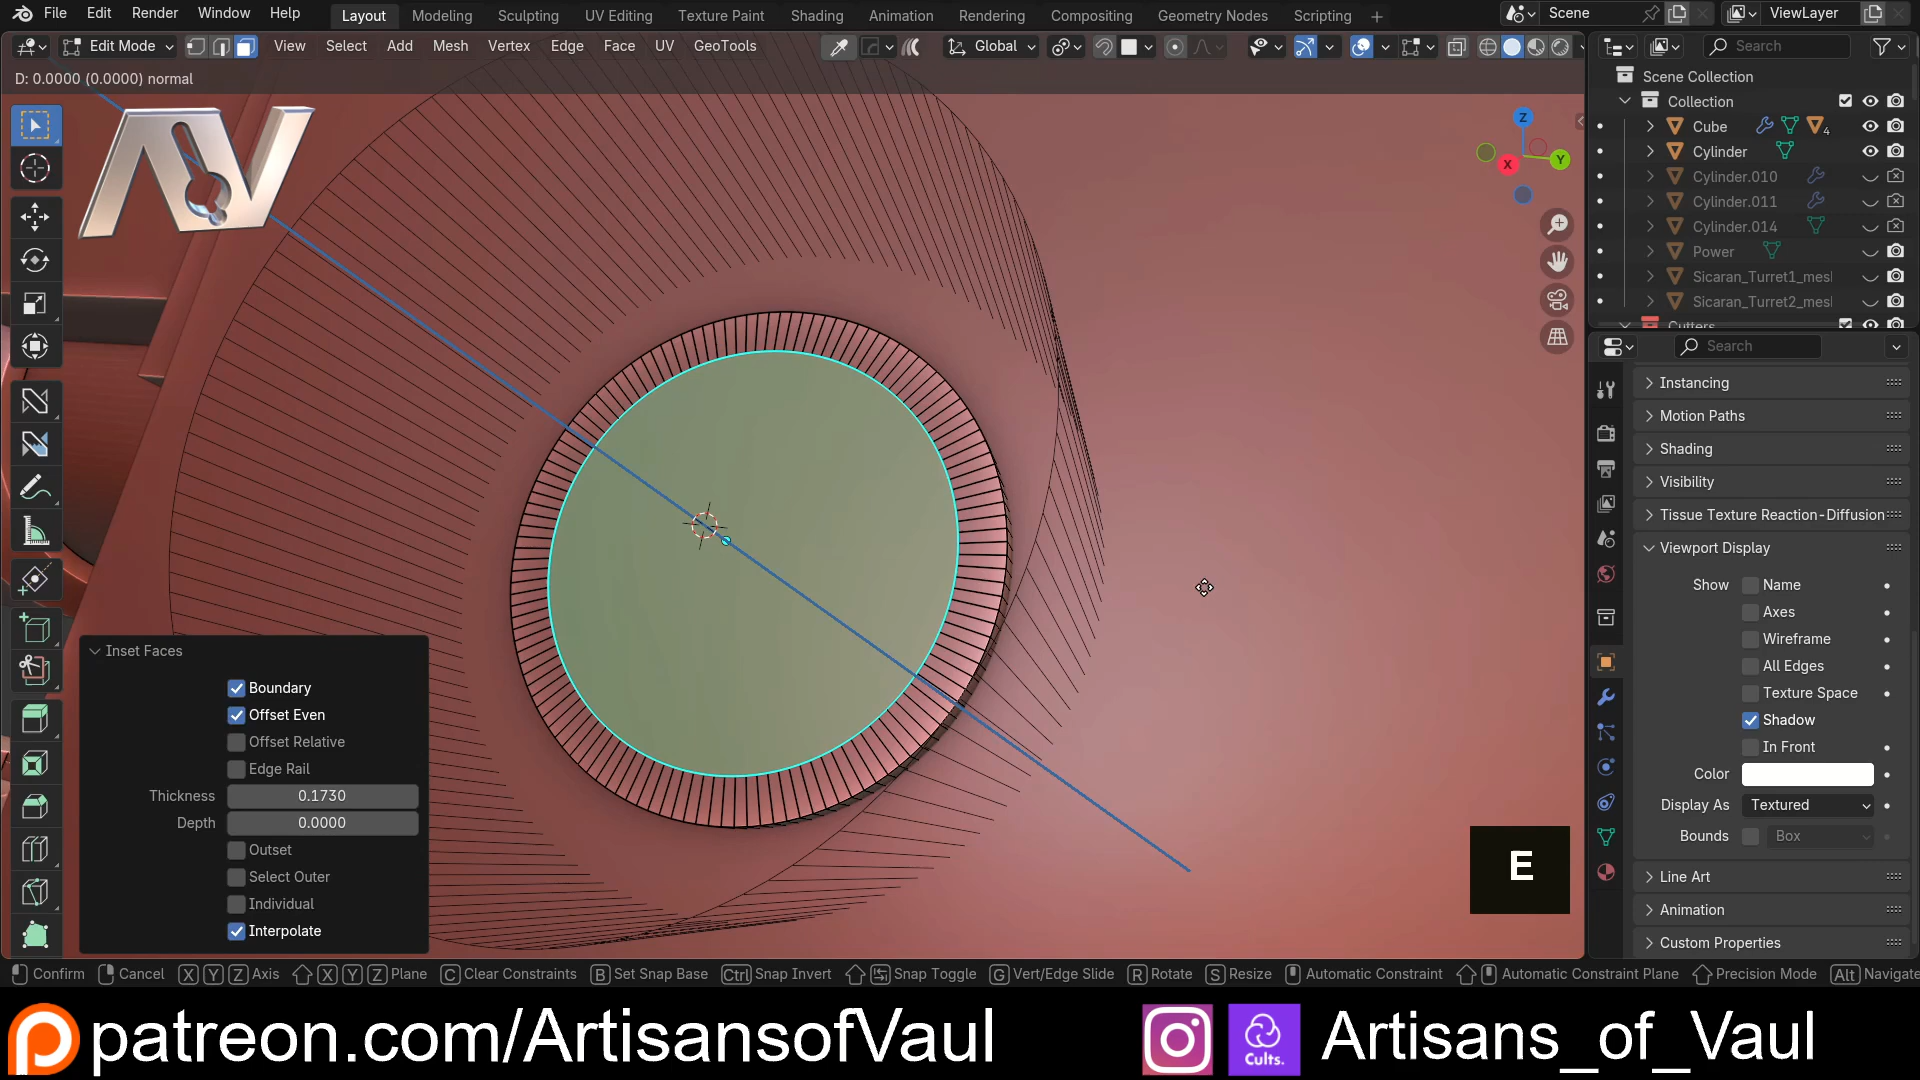 File Edit Render Window Help Layout Modeling Sculpting UV Editing Texture Paint Shading Animation Rendering Compositing Geometry Nodes Scripting + Scene ViewLayer
Edit Mode View Select Add Mesh Vertex Edge Face UV GeoTools Global Search
D: 0.0000 (0.0000) normal
Scene Collection
Collection
Cube 4
Cylinder
Cylinder.010
Cylinder.011
Cylinder.014
Power
Sicaran_Turret1_mesl
Sicaran_Turret2_mesl
Cutters
Z
Y
X
AV
Search
Instancing
Motion Paths
Shading
Visibility
Tissue Texture Reaction-Diffusion
Viewport Display
Show Name
Axes
Wireframe
All Edges
Texture Space
Shadow
In Front
Color
Display As Textured
Bounds Box
Line Art
Animation
Custom Properties
Inset Faces
Boundary
Offset Even
Offset Relative
Edge Rail
Thickness 0.1730
Depth 0.0000
Outset
Select Outer
Individual
Interpolate
E
Confirm Cancel X Y Z Axis X Y Z Plane C Clear Constraints B Set Snap Base Ctrl Snap Invert Snap Toggle G Vert/Edge Slide R Rotate S Resize Automatic Constraint Automatic Constraint Plane Precision Mode Alt Navigate
patreon.com/ArtisansofVaul Cults. Artisans_of_Vaul